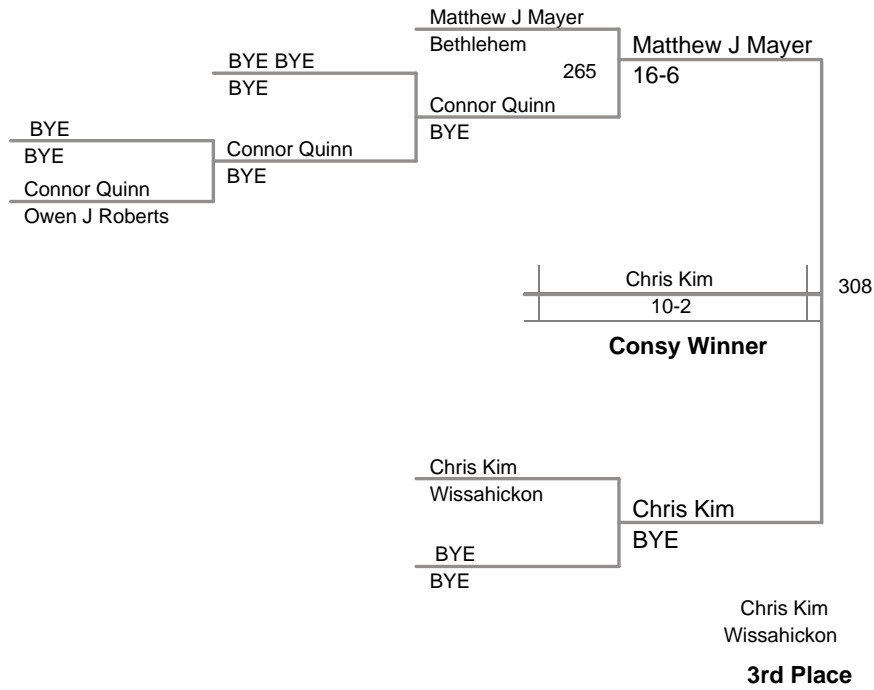 Matthew J Mayer
Bethlehem
265
Matthew J Mayer
16-6
BYE BYE
BYE
Connor Quinn
BYE
BYE
BYE
Connor Quinn
BYE
Connor Quinn
Owen J Roberts
Chris Kim
10-2
308
Consy Winner
Chris Kim
Wissahickon
Chris Kim
BYE
BYE
BYE
Chris Kim
Wissahickon
3rd Place